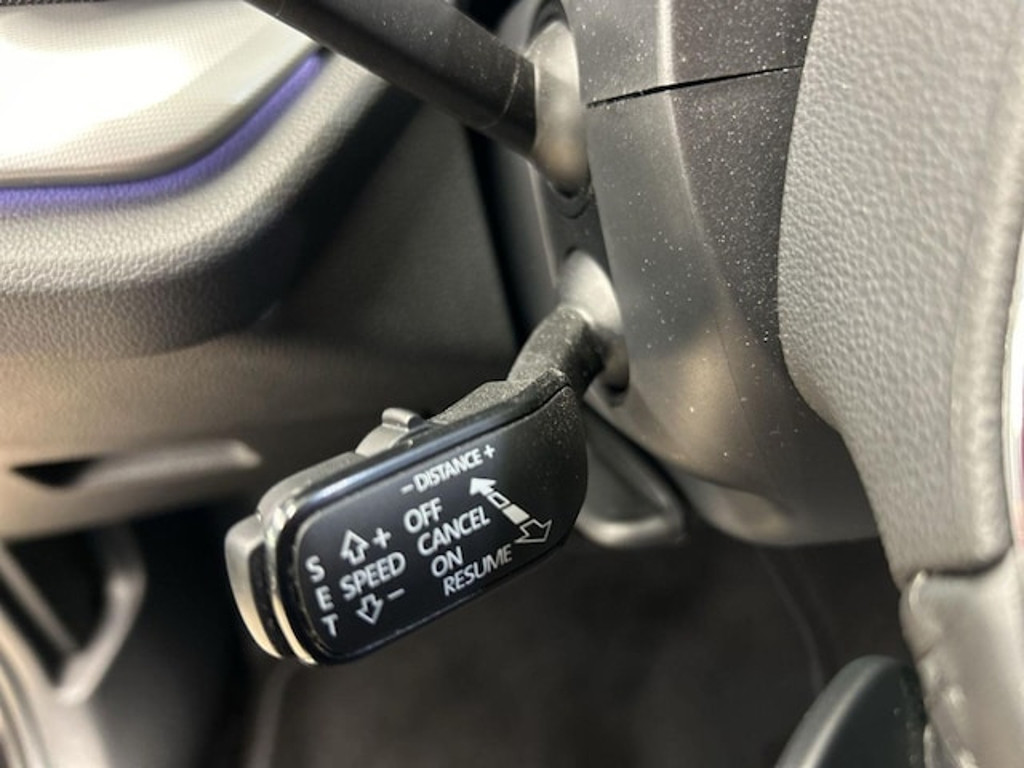 − DISTANCE +
OFF
CANCEL
ON
RESUME
+
SPEED
−
SET